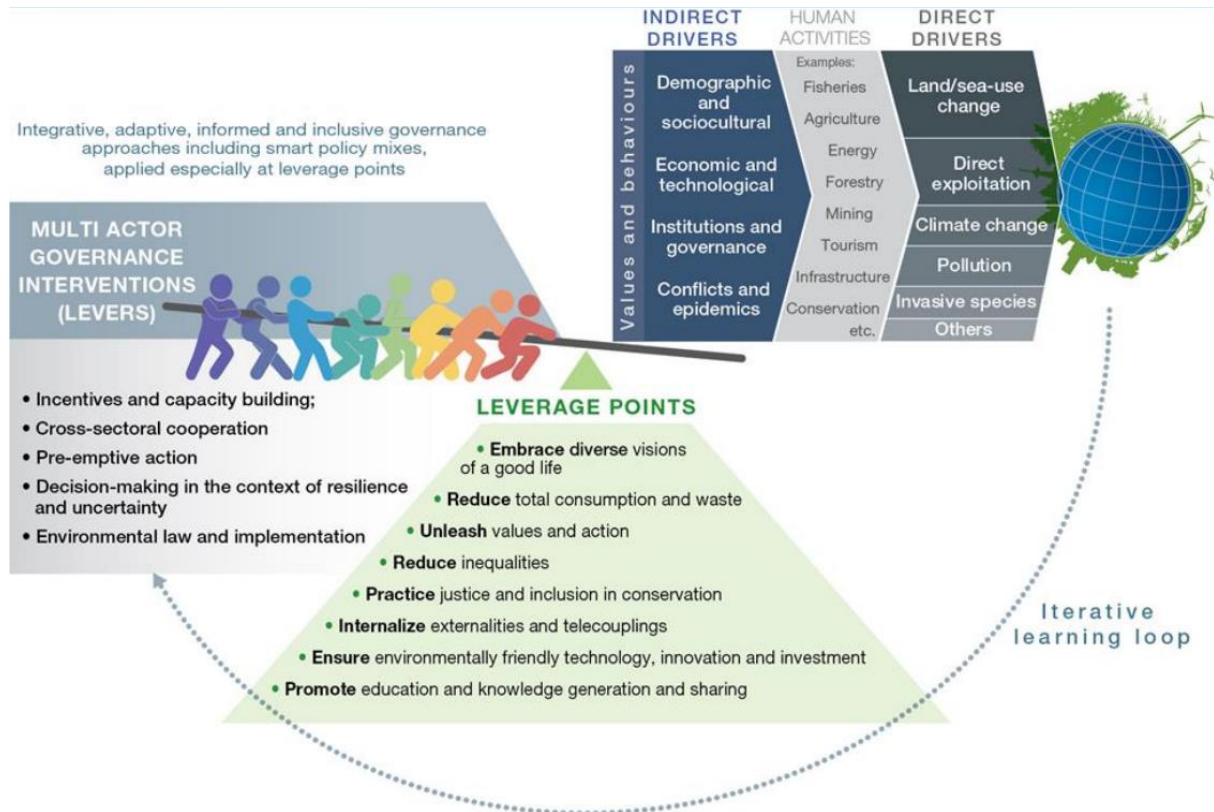 Integrative, adaptive, informed and inclusive governance
approaches including smart policy mixes,
applied especially at leverage points
MULTI ACTOR
GOVERNANCE
INTERVENTIONS
(LEVERS)
• Incentives and capacity building;
• Cross-sectoral cooperation
• Pre-emptive action
• Decision-making in the context of resilience
and uncertainty
• Environmental law and implementation
LEVERAGE POINTS
• Embrace diverse visions
of a good life
• Reduce total consumption and waste
• Unleash values and action
• Reduce inequalities
• Practice justice and inclusion in conservation
• Internalize externalities and telecouplings
• Ensure environmentally friendly technology, innovation and investment
• Promote education and knowledge generation and sharing
Values and behaviours
INDIRECT
DRIVERS
Demographic
and
sociocultural
Economic and
technological
Institutions and
governance
Conflicts and
epidemics
HUMAN
ACTIVITIES
Examples:
Fisheries
Agriculture
Energy
Forestry
Mining
Tourism
Infrastructure
Conservation
etc.
DIRECT
DRIVERS
Land/sea-use
change
Direct
exploitation
Climate change
Pollution
Invasive species
Others
Iterative
learning loop